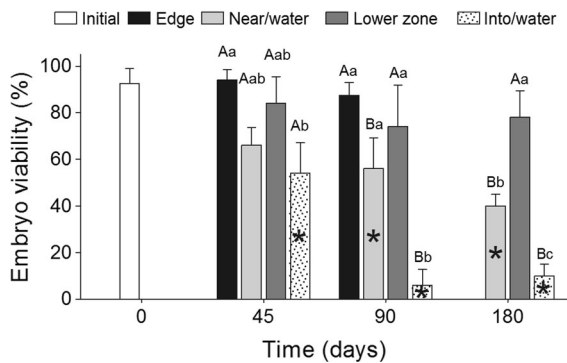 Initial Edge Near/water Lower zone Into/water
Embryo viability (%)
100
80
60
40
20
0
Aa Aab Aab Ab
Aa Ba Aa Bb
Bb Aa Bc
* * * * *
0 45 90 180
Time (days)